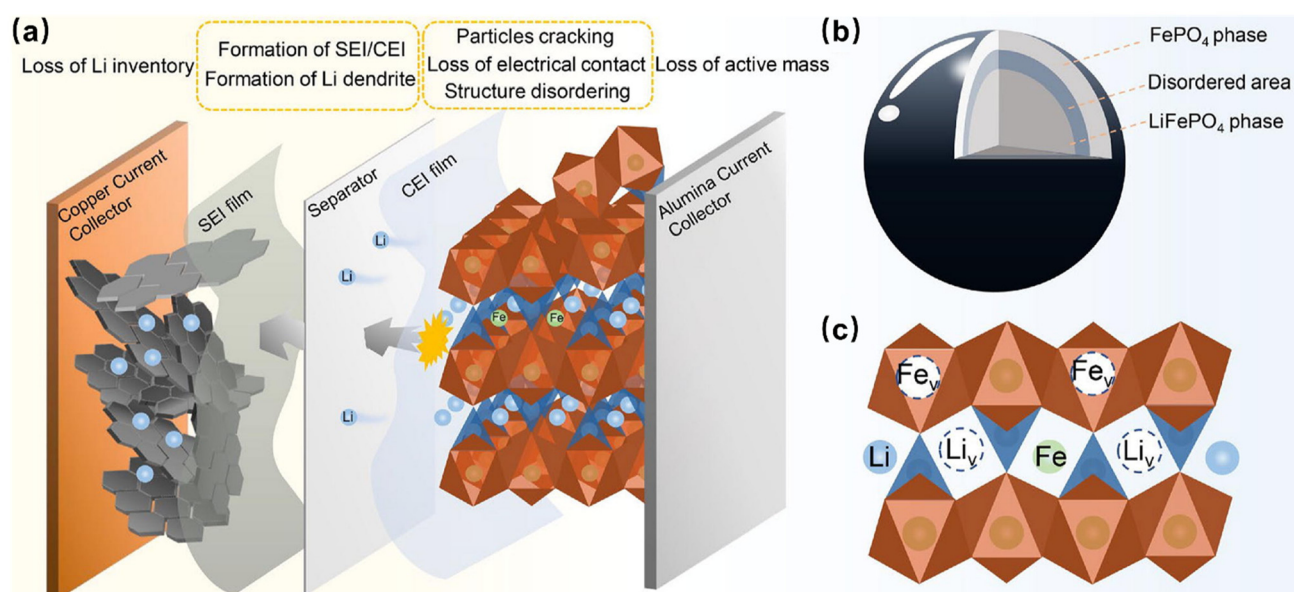 (a)
Loss of Li inventory
Formation of SEI/CEI
Formation of Li dendrite
Particles cracking
Loss of electrical contact
Structure disordering
Loss of active mass
Copper Current
Collector
SEI film
Separator
CEI film
Alumina Current
Collector
Li
Li
Li
Fe
Fe
(b)
FePO4 phase
Disordered area
LiFePO4 phase
(c)
Fev
Fev
Li
Liv
Fe
Liv